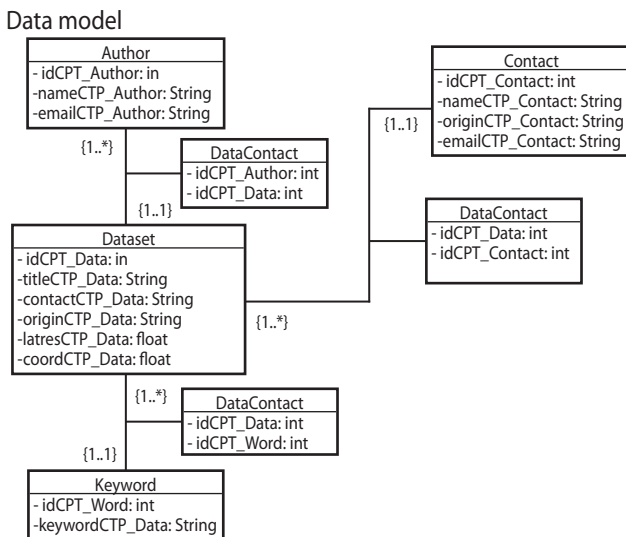 Data model
Author
- idCPT_Author: in
-nameCTP_Author: String
-emailCTP_Author: String
{1..*}
DataContact
- idCPT_Author: int
- idCPT_Data: int
{1..1}
Dataset
- idCPT_Data: in
-titleCTP_Data: String
-contactCTP_Data: String
-originCTP_Data: String
-latresCTP_Data: float
-coordCTP_Data: float
{1..*}
DataContact
- idCPT_Data: int
- idCPT_Word: int
{1..1}
Keyword
- idCPT_Word: int
-keywordCTP_Data: String
Contact
- idCPT_Contact: int
-nameCTP_Contact: String
-originCTP_Contact: String
-emailCTP_Contact: String
{1..1}
DataContact
- idCPT_Data: int
- idCPT_Contact: int
{1..*}